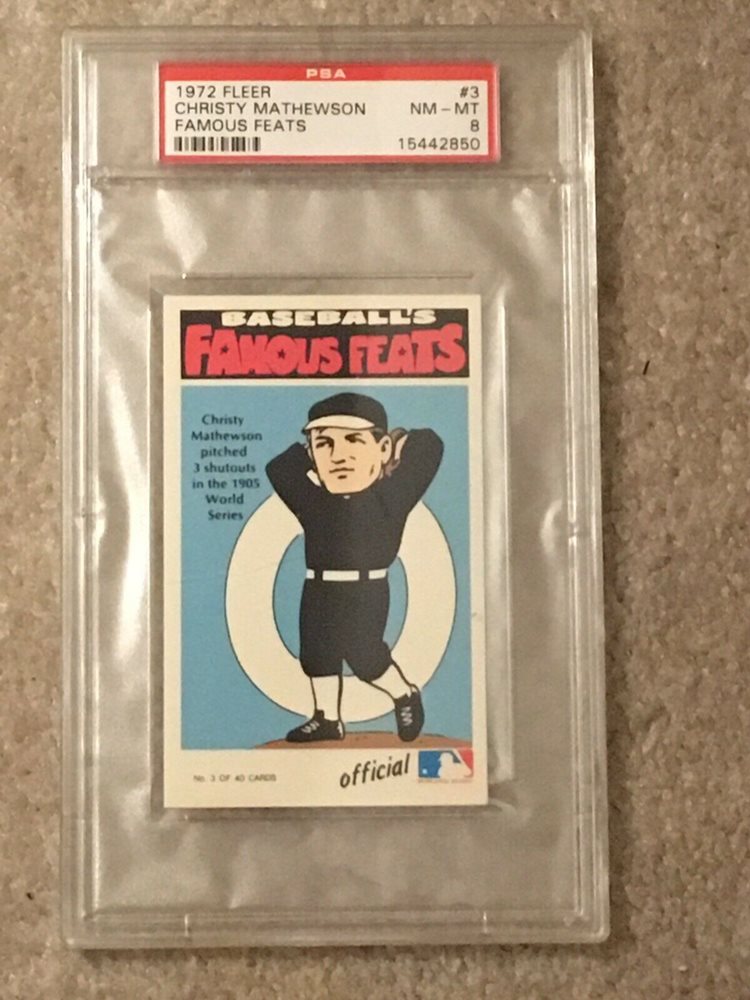 PSA
1972 FLEER #3
CHRISTY MATHEWSON NM - MT
FAMOUS FEATS 8
15442850
BASEBALL'S
FAMOUS FEATS
Christy
Mathewson
pitched
3 shutouts
in the 1905
World
Series
No. 3 OF 40 CARDS
official